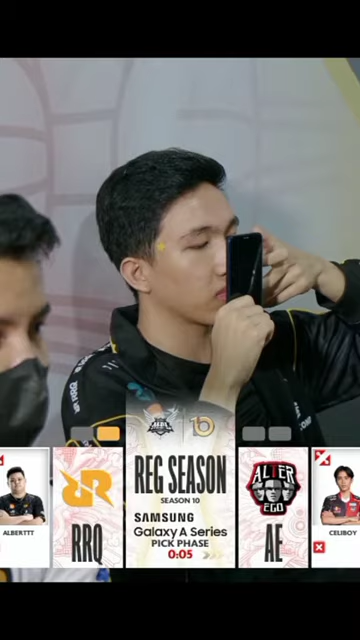 MPL
ALTER
EGO
REG SEASON
SEASON 10
SAMSUNG
Galaxy A Series
PICK PHASE
0:05
ALBERTTT
RRQ
AE
CELIBOY